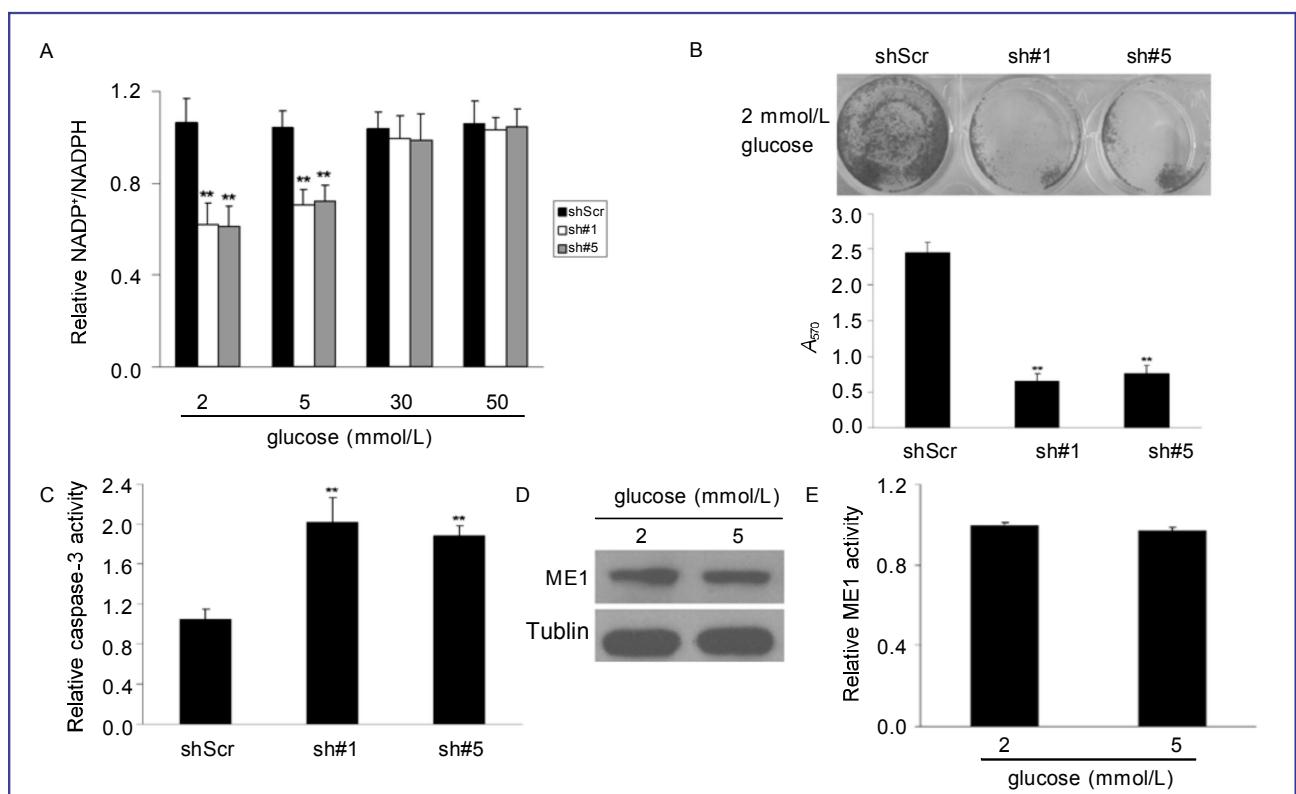 A
Relative NADP⁺/NADPH
1.2
0.8
0.4
0.0
** ** ** **
2 5 30 50
glucose (mmol/L)
shScr
sh#1
sh#5
B
shScr sh#1 sh#5
2 mmol/L
glucose
A₅₇₀
3.0
2.5
2.0
1.5
1.0
0.5
0.0
** **
shScr sh#1 sh#5
C
Relative caspase-3 activity
2.4
2.0
1.6
1.2
0.8
0.4
0.0
** **
shScr sh#1 sh#5
D
glucose (mmol/L)
2 5
ME1
Tublin
E
Relative ME1 activity
1.2
0.8
0.4
0.0
2 5
glucose (mmol/L)